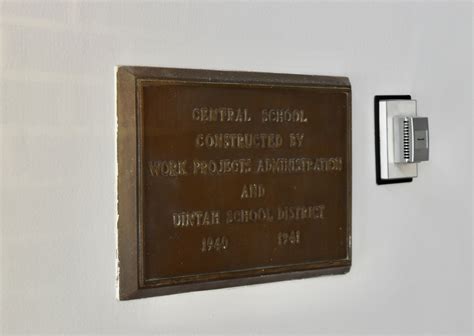 CENTRAL SCHOOL
CONSTRUCTED BY
WORK PROJECTS ADMINISTRATION
AND
UINTAH SCHOOL DISTRICT
1940 1941